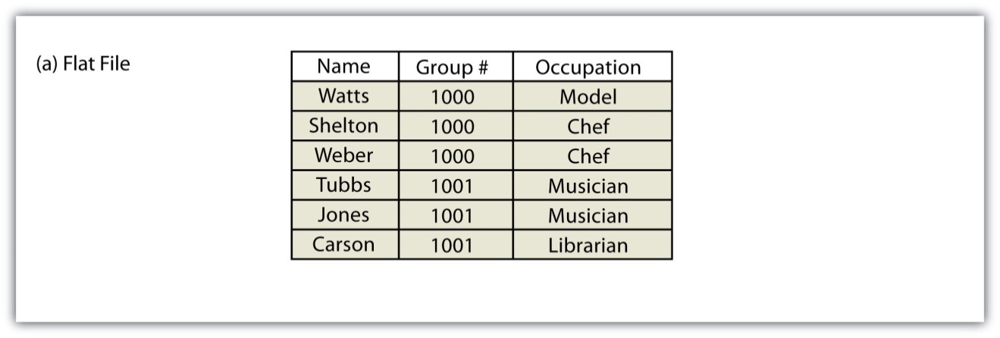 (a) Flat File
Name Group # Occupation
Watts 1000 Model
Shelton 1000 Chef
Weber 1000 Chef
Tubbs 1001 Musician
Jones 1001 Musician
Carson 1001 Librarian